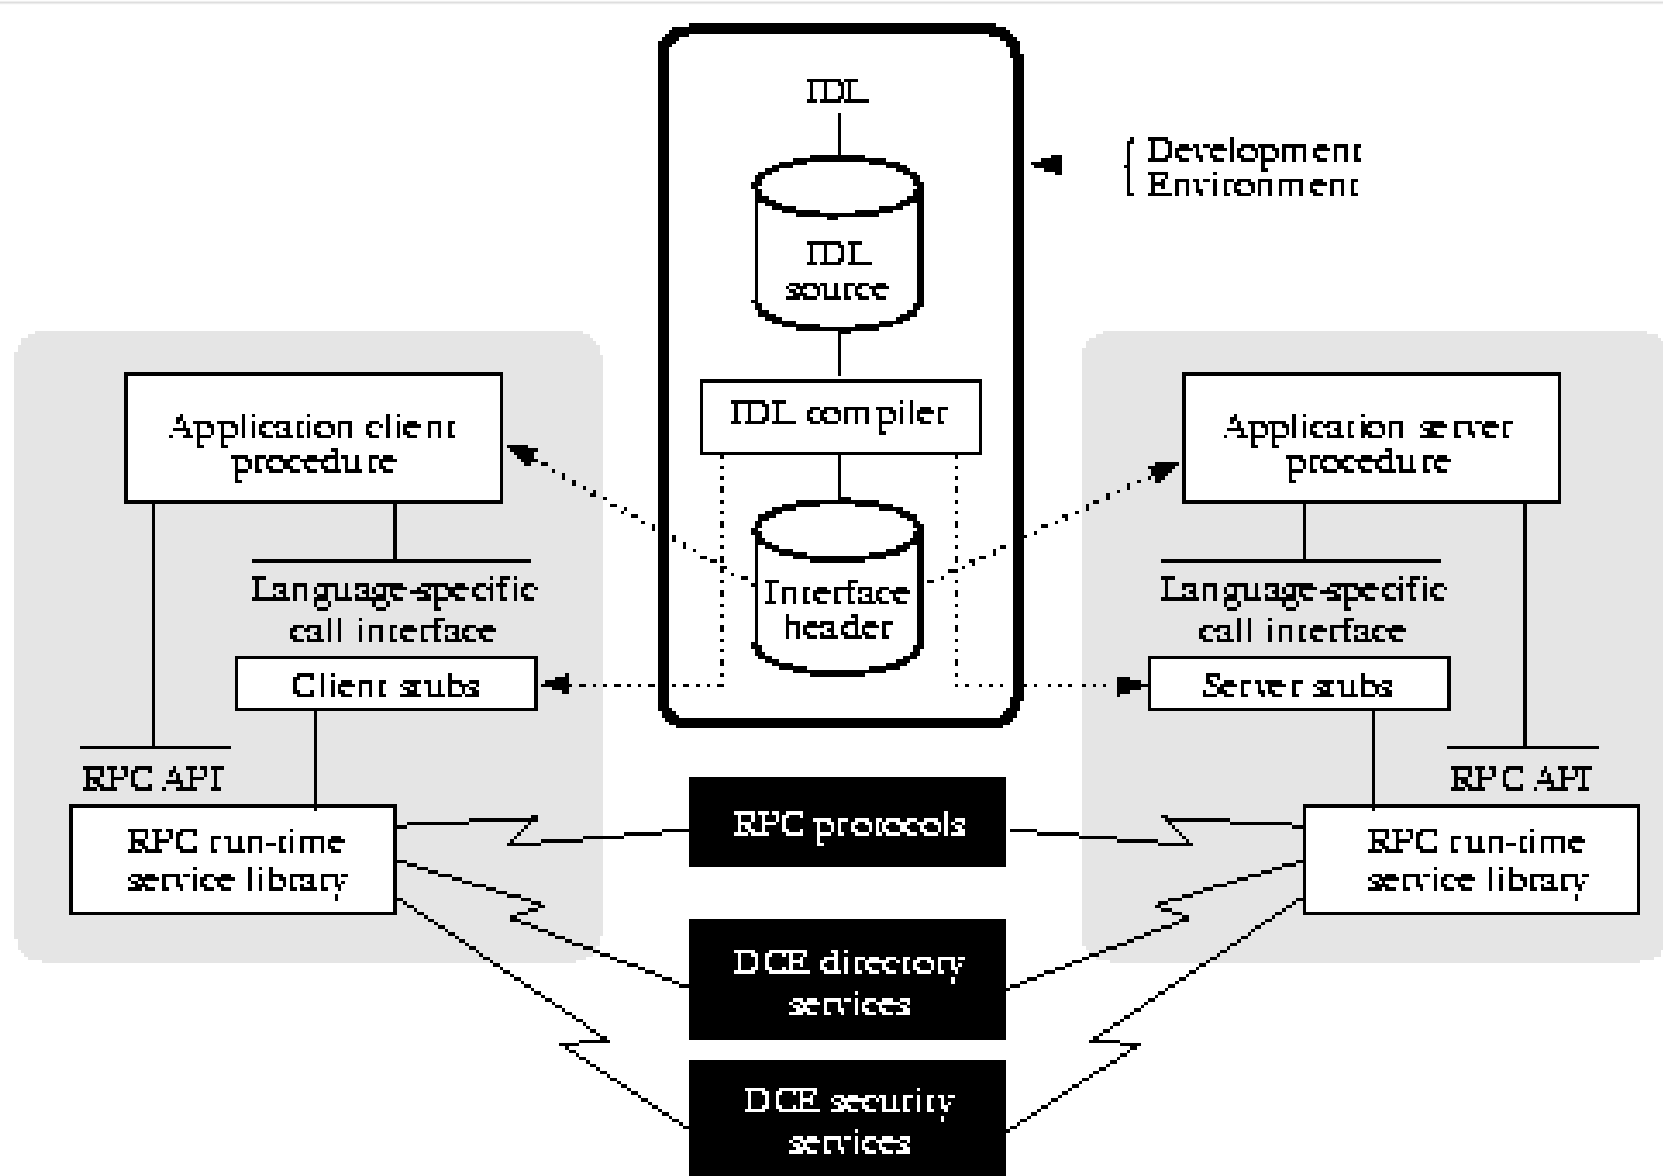 IDL
Development
Environment
IDL
source
IDL compiler
Application client
procedure
Application server
procedure
Language-specific
call interface
Interface
header
Language-specific
call interface
Client stubs
Server stubs
RPC API
RPC API
RPC protocols
RPC run-time
service library
RPC run-time
service library
DCE directory
services
DCE security
services